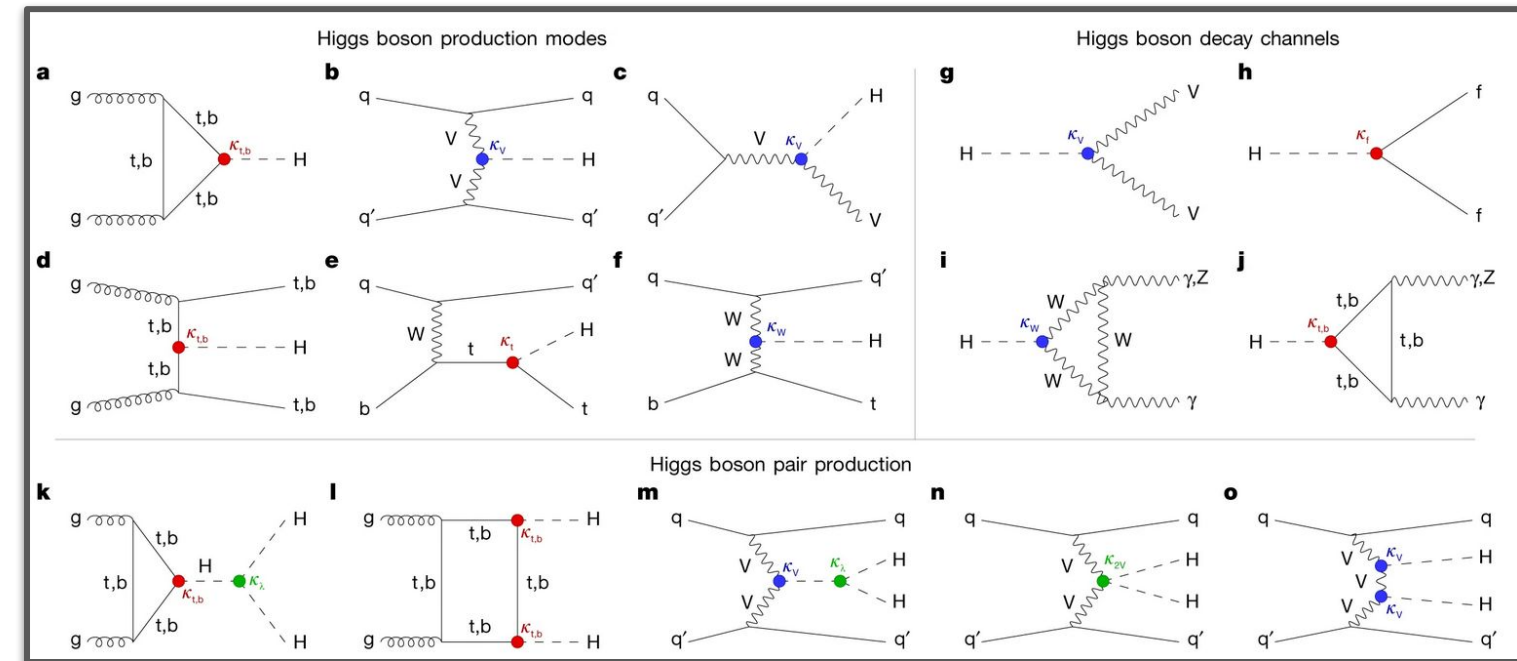 Higgs boson production modes
Higgs boson decay channels
a
g
t,b
t,b
κt,b
H
t,b
g
b
q
q
V
κV
H
V
q′
q′
c
q
H
V
κV
q′
V
g
V
κV
H
V
h
f
κf
H
f
d
g
t,b
t,b
κt,b
H
t,b
g
t,b
e
q
q′
W
κt
H
t
b
t
f
q
q′
W
κW
H
W
b
t
i
γ,Z
W
κW
H
W
W
γ
j
γ,Z
t,b
κt,b
H
t,b
t,b
γ
Higgs boson pair production
k
g
H
t,b
H
t,b
κλ
κt,b
t,b
g
H
l
g
H
t,b
κt,b
t,b
t,b
t,b
κt,b
g
H
m
q
q
V
κV
κλ
H
V
H
q′
q′
n
q
q
V
κ2V
H
V
H
q′
q′
o
q
q
V
κV
H
V
V
κV
H
q′
q′